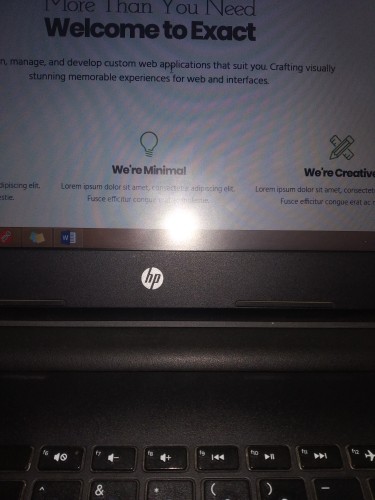 More Than You Need
Welcome to Exact
n, manage, and develop custom web applications that suit you. Crafting visually
stunning memorable experiences for web and interfaces.
We're Minimal
We're Creative
dipiscing elit. Lorem ipsum dolor sit amet, consectetur adipiscing elit. Lorem ipsum dolor sit amet, consectet
estie. Fusce efficitur congue Fusce efficitur congue erat ac
W
hp
f6 f7 - f8 + f9 f10 f11 f12
^ & * ( ) -